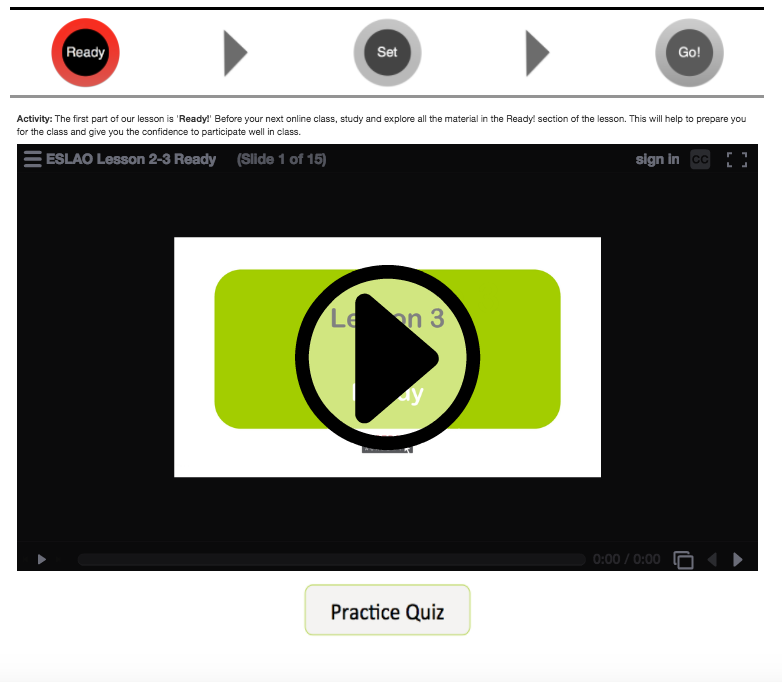 Ready Set Go!
Activity: The first part of our lesson is 'Ready!' Before your next online class, study and explore all the material in the Ready! section of the lesson. This will help to prepare you
for the class and give you the confidence to participate well in class.
ESLAO Lesson 2-3 Ready (Slide 1 of 15) sign in CC
Lesson 3
Ready
0:00 / 0:00
Practice Quiz